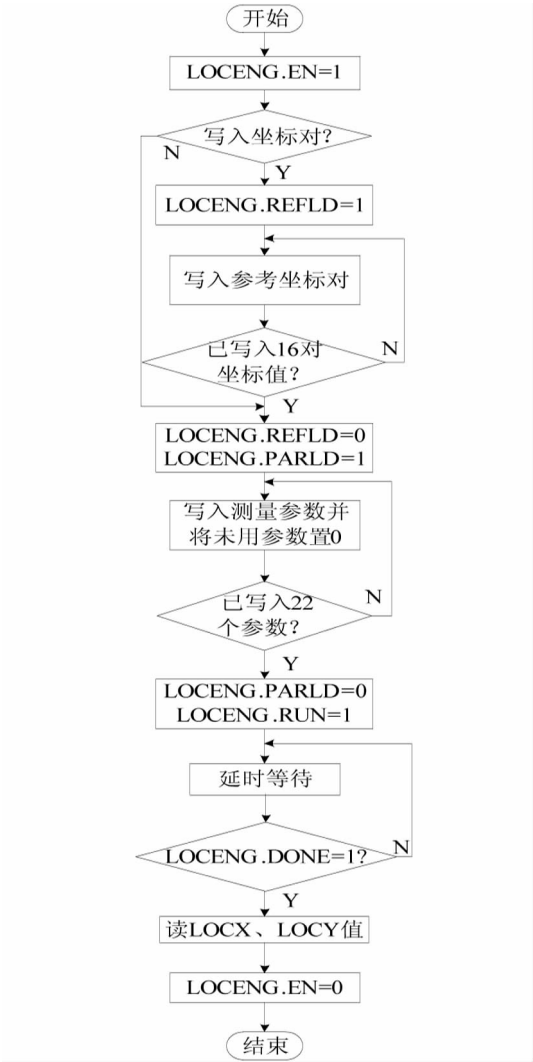 开始
LOCENG.EN=1
写入坐标对？
N
Y
LOCENG.REFLD=1
写入参考坐标对
已写入16对
坐标值？
N
Y
LOCENG.REFLD=0
LOCENG.PARLD=1
写入测量参数并
将未用参数置0
已写入22
个参数？
N
Y
LOCENG.PARLD=0
LOCENG.RUN=1
延时等待
LOCENG.DONE=1?
N
Y
读LOCX、LOCY值
LOCENG.EN=0
结束